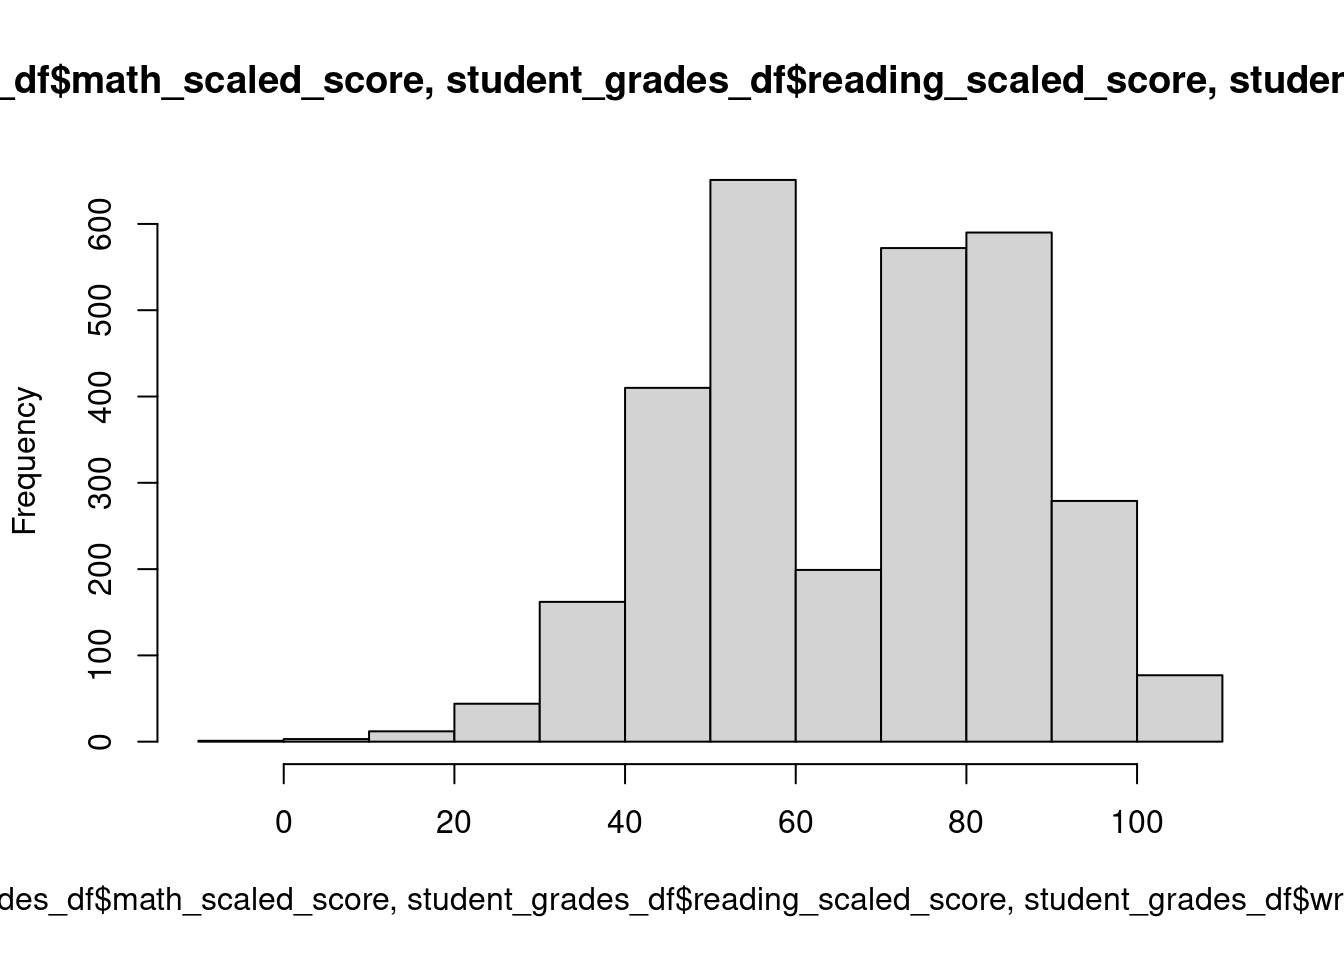 _df$math_scaled_score, student_grades_df$reading_scaled_score, studen
Frequency
600
500
400
300
200
100
0
0 20 40 60 80 100
des_df$math_scaled_score, student_grades_df$reading_scaled_score, student_grades_df$wr